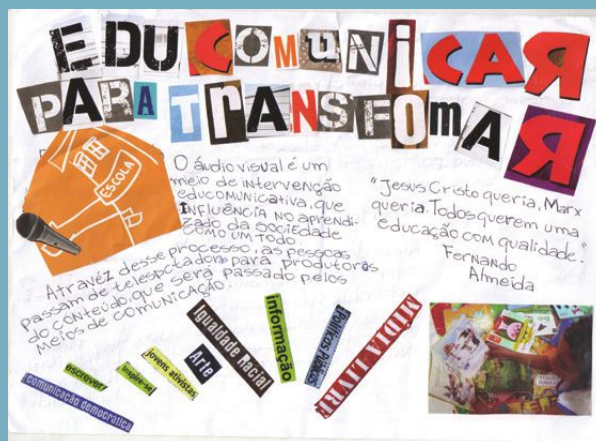 EDUCOMUNICAR
PARA TRANSFOMAR
ESCOLA
O áudio visual é um
meio de intervenção
educomunicativa, que
INFLUÊNCIA NO aprendi-
zado da sociedade
COMO UM TODO.
Atravéz desse processo, as pessoas
passam de telespectadora para produtoras
do conteúdo, que será passado pelos
Meios de comunicação.
"Jesus Cristo queria, Marx
queria. Todos querem uma
educação com qualidade."
Fernando
Almeida
comunicação democrática
escrever!
inspire-se
jovens ativistas
Arte
Igualdade Racial
informação
Políticas Públicas
MÍDIA LIVRE